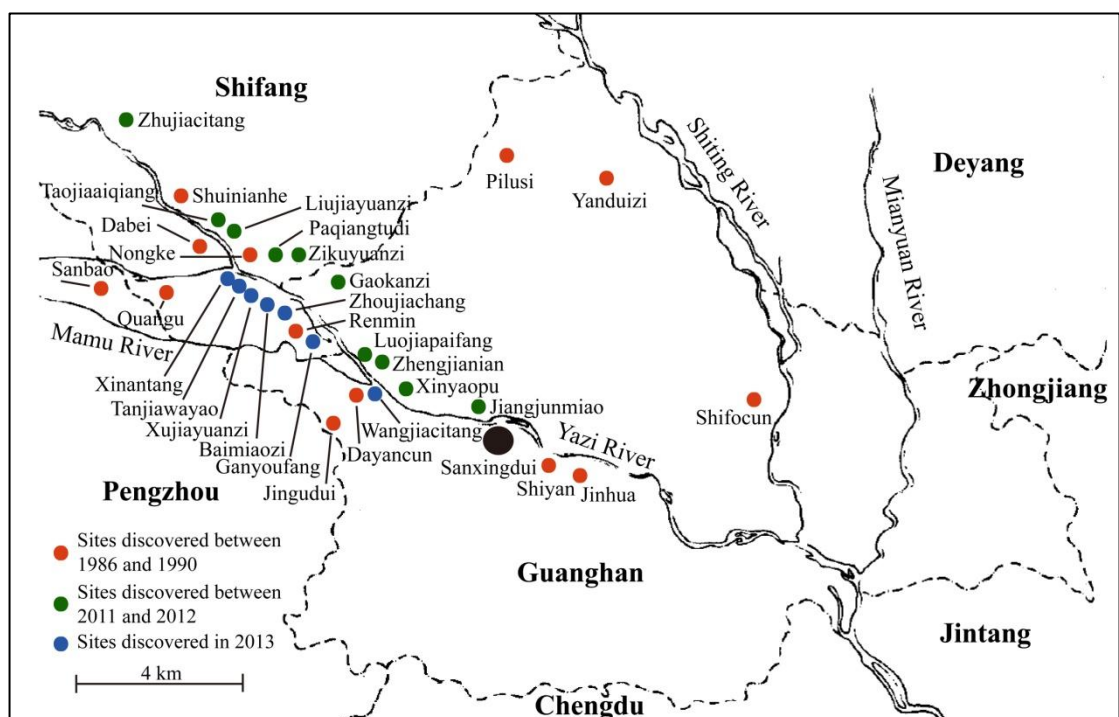 Shifang
Zhujiacitang
Shiting River
Deyang
Pilusi
Yanduizi
Mianyuan River
Taojiaaiqiang
Shuinianhe
Liujiayuanzi
Dabei
Paqiangtudi
Nongke
Zikuyuanzi
Sanbao
Gaokanzi
Quangu
Zhoujiachang
Renmin
Mamu River
Luojiapaifang
Zhengjianian
Xinantang
Xinyaopu
Zhongjiang
Tanjiawayao
Jiangjunmiao
Shifocun
Xujiayuanzi
Wangjiacitang
Yazi River
Baimiaozi
Dayancun
Sanxingdui
Ganyoufang
Shiyan
Jinhua
Jingudui
Pengzhou
Sites discovered between
1986 and 1990
Guanghan
Sites discovered between
2011 and 2012
Sites discovered in 2013
Jintang
4 km
Chengdu